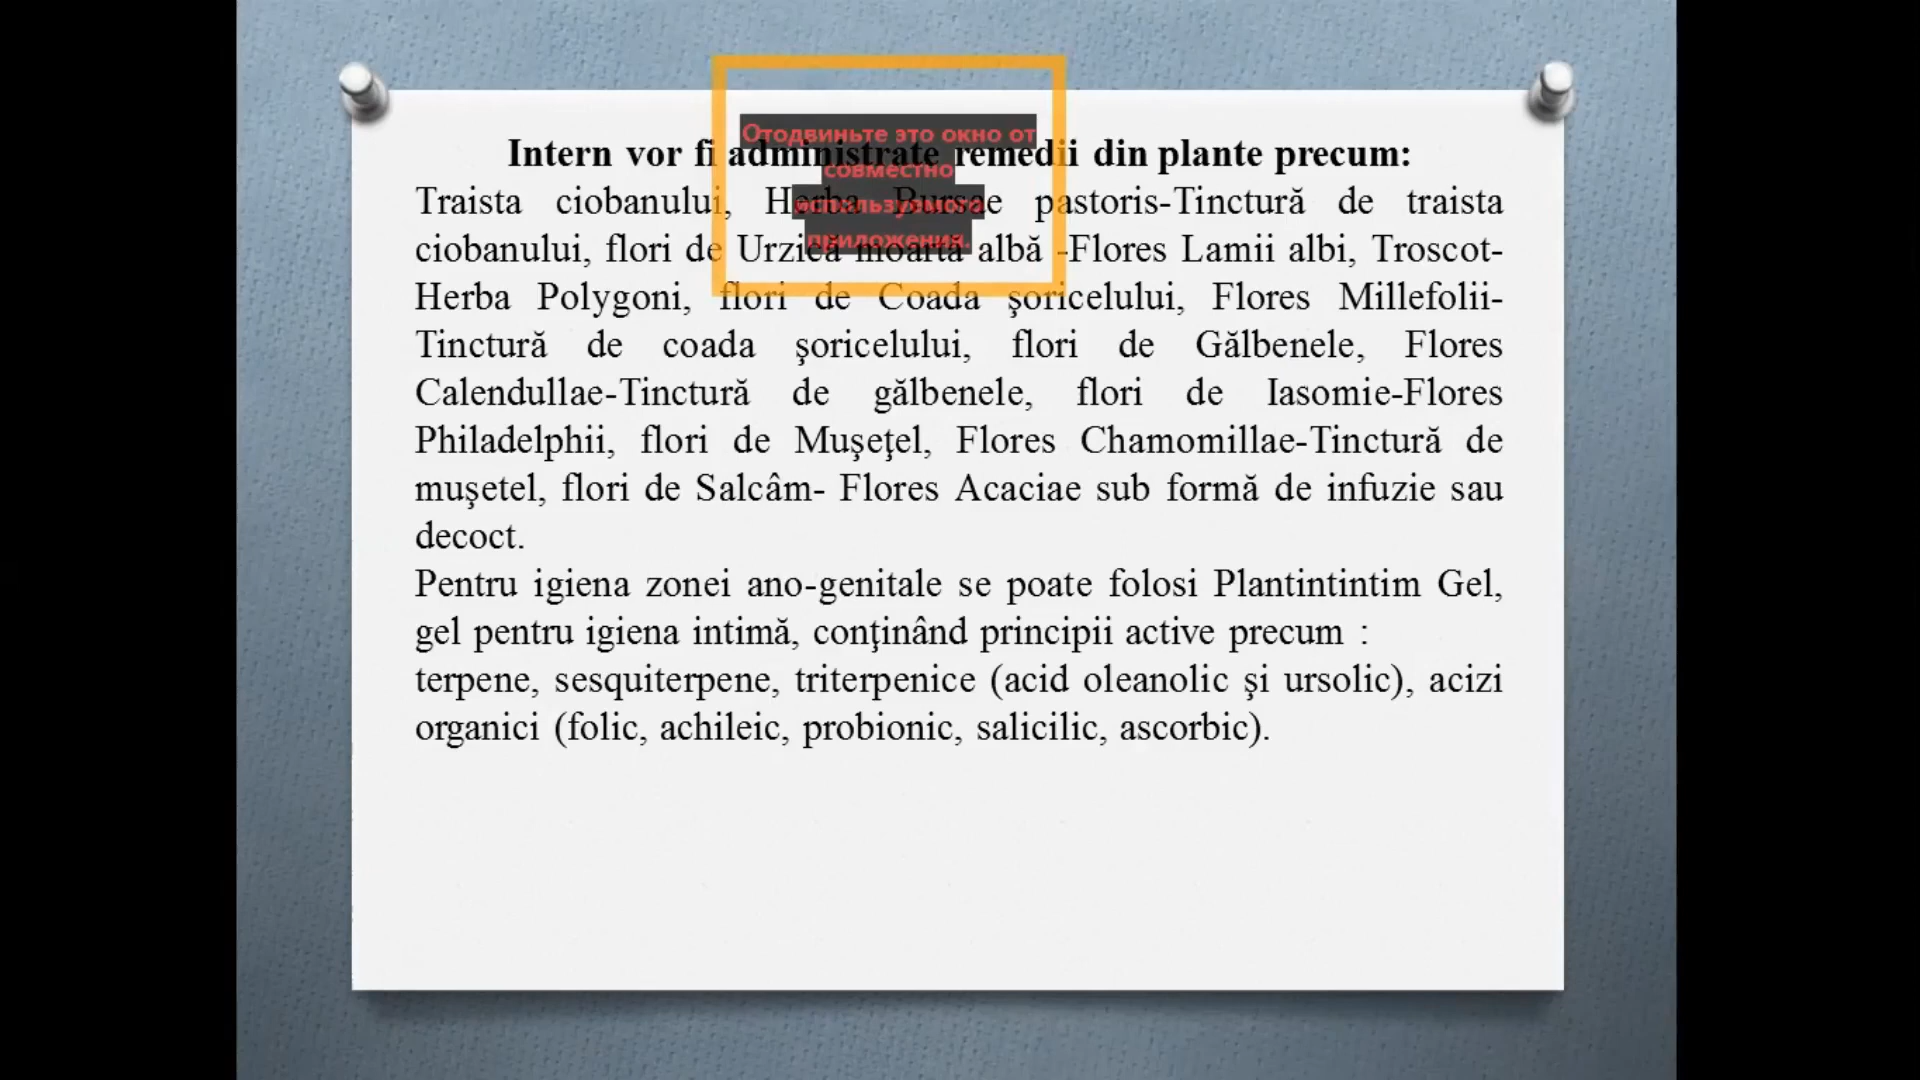 Intern vor fi administrate remedii din plante precum:
Traista ciobanului, Herba Bursae pastoris-Tinctură de traista
ciobanului, flori de Urzică moartă albă -Flores Lamii albi, Troscot-
Herba Polygoni, flori de Coada şoricelului, Flores Millefolii-
Tinctură de coada şoricelului, flori de Gălbenele, Flores
Calendullae-Tinctură de gălbenele, flori de Iasomie-Flores
Philadelphii, flori de Muşeţel, Flores Chamomillae-Tinctură de
muşetel, flori de Salcâm- Flores Acaciae sub formă de infuzie sau
decoct.
Pentru igiena zonei ano-genitale se poate folosi Plantintintim Gel,
gel pentru igiena intimă, conţinând principii active precum :
terpene, sesquiterpene, triterpenice (acid oleanolic şi ursolic), acizi
organici (folic, achileic, probionic, salicilic, ascorbic).
Отодвиньте это окно от
совместно
используемого
приложения.